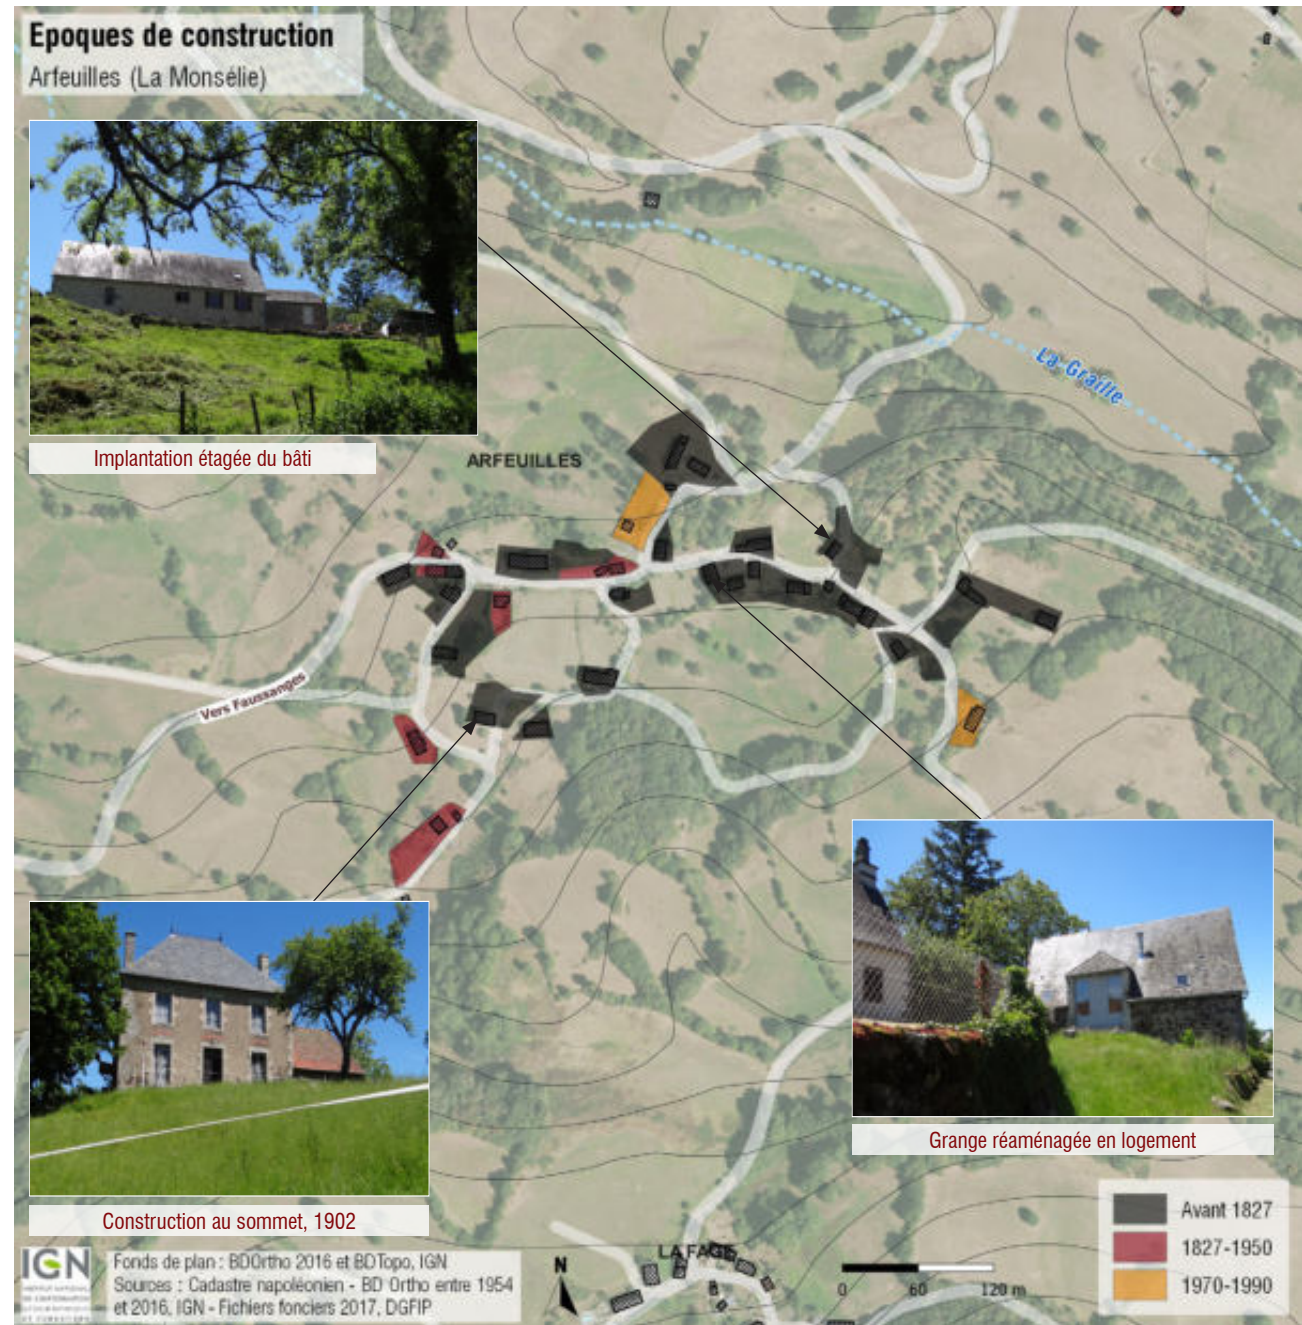 Epoques de construction
Arfeuilles (La Monsélie)
La Graille
Implantation étagée du bâti
ARFEUILLES
Vers Faussanges
Grange réaménagée en logement
Construction au sommet, 1902
Avant 1827
1827-1950
1970-1990
LA FAGE
N
0 60 120 m
IGN
Fonds de plan : BDOrtho 2016 et BDTopo, IGN
Sources : Cadastre napoléonien - BD Ortho entre 1954
et 2016, IGN - Fichiers fonciers 2017, DGFIP